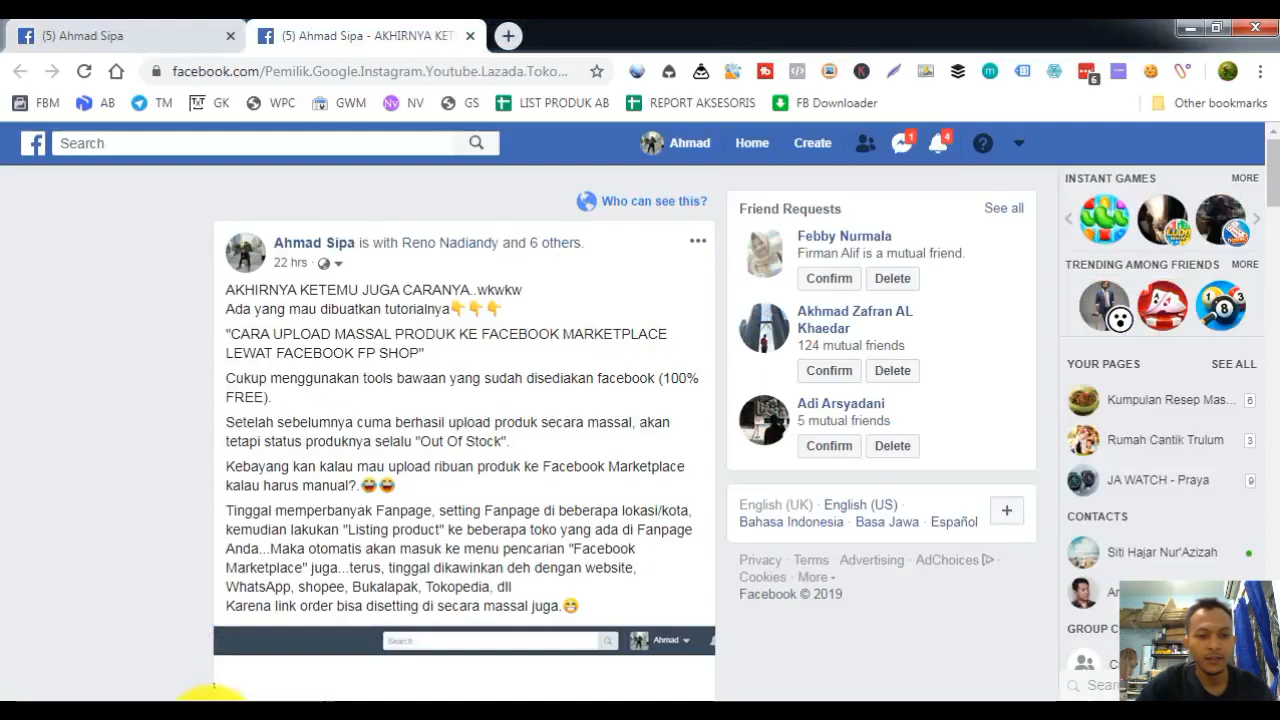 (5) Ahmad Sipa
(5) Ahmad Sipa - AKHIRNYA KET
facebook.com/Pemilik.Google.Instagram.Youtube.Lazada.Toko...
6
FBM
AB
TM
GK
WPC
GWM
NV
GS
LIST PRODUK AB
REPORT AKSESORIS
FB Downloader
Other bookmarks
Search
Ahmad
Home
Create
1
4
Who can see this?
Ahmad Sipa is with Reno Nadiandy and 6 others.
22 hrs
AKHIRNYA KETEMU JUGA CARANYA..wkwkw
Ada yang mau dibuatkan tutorialnya👇👇👇
"CARA UPLOAD MASSAL PRODUK KE FACEBOOK MARKETPLACE
LEWAT FACEBOOK FP SHOP"
Cukup menggunakan tools bawaan yang sudah disediakan facebook (100%
FREE).
Setelah sebelumnya cuma berhasil upload produk secara massal, akan
tetapi status produknya selalu "Out Of Stock".
Kebayang kan kalau mau upload ribuan produk ke Facebook Marketplace
kalau harus manual?.😂😂
Tinggal memperbanyak Fanpage, setting Fanpage di beberapa lokasi/kota,
kemudian lakukan "Listing product" ke beberapa toko yang ada di Fanpage
Anda...Maka otomatis akan masuk ke menu pencarian "Facebook
Marketplace" juga...terus, tinggal dikawinkan deh dengan website,
WhatsApp, shopee, Bukalapak, Tokopedia, dll
Karena link order bisa disetting di secara massal juga.😁
Search
Ahmad
Friend Requests
See all
Febby Nurmala
Firman Alif is a mutual friend.
Confirm
Delete
Akhmad Zafran AL
Khaedar
124 mutual friends
Confirm
Delete
Adi Arsyadani
5 mutual friends
Confirm
Delete
English (UK) · English (US) ·
Bahasa Indonesia · Basa Jawa · Español
Privacy · Terms · Advertising · AdChoices ·
Cookies · More
Facebook © 2019
INSTANT GAMES
MORE
TRENDING AMONG FRIENDS
MORE
YOUR PAGES
SEE ALL
Kumpulan Resep Mas...
6
Rumah Cantik Trulum
3
JA WATCH - Praya
9
CONTACTS
Siti Hajar Nur'Azizah
GROUP C